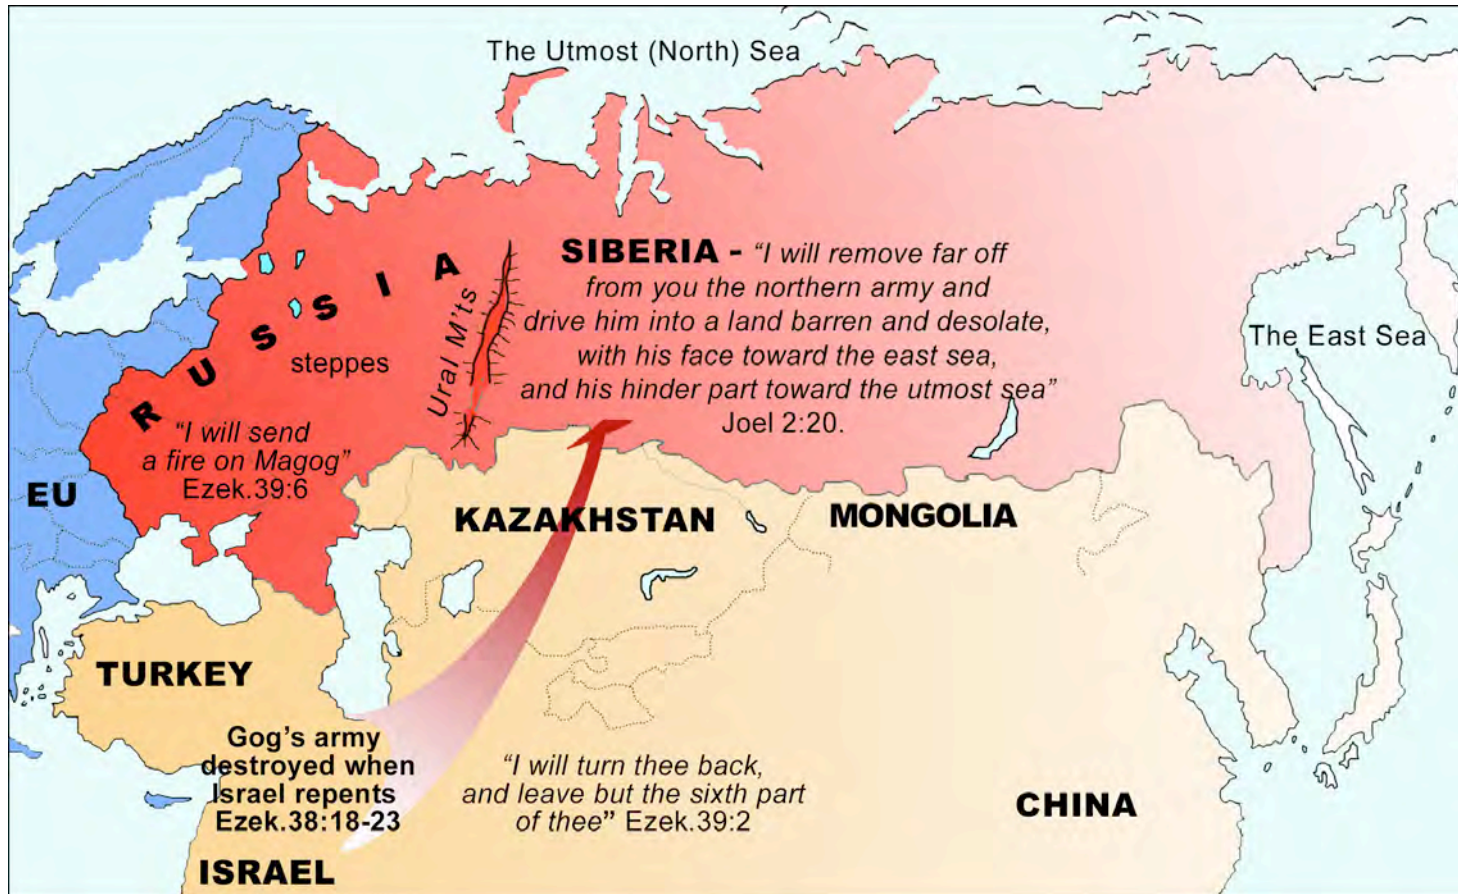 The Utmost (North) Sea
SIBERIA - “I will remove far off
from you the northern army and
drive him into a land barren and desolate,
with his face toward the east sea,
and his hinder part toward the utmost sea”
Joel 2:20.
The East Sea
RUSSIA
steppes
Ural M'ts
“I will send
a fire on Magog”
Ezek.39:6
EU
KAZAKHSTAN
MONGOLIA
TURKEY
Gog’s army
destroyed when
Israel repents
Ezek.38:18-23
“I will turn thee back,
and leave but the sixth part
of thee” Ezek.39:2
CHINA
ISRAEL